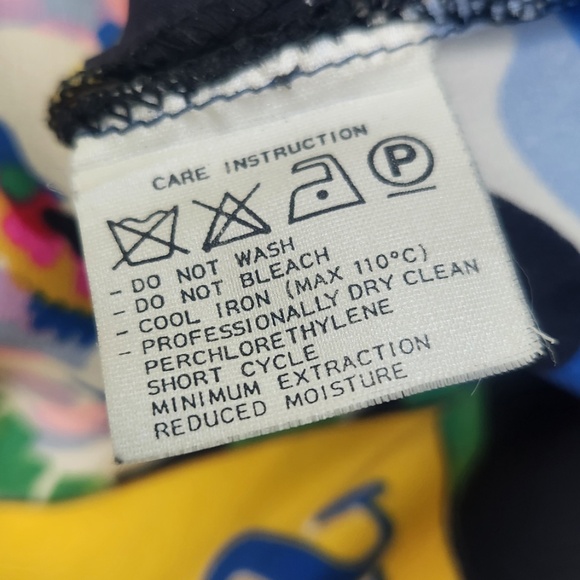 CARE INSTRUCTION
P
- DO NOT WASH
- DO NOT BLEACH
- COOL IRON (MAX 110°C)
- PROFESSIONALLY DRY CLEAN
PERCHLORETHYLENE
SHORT CYCLE
MINIMUM EXTRACTION
REDUCED MOISTURE